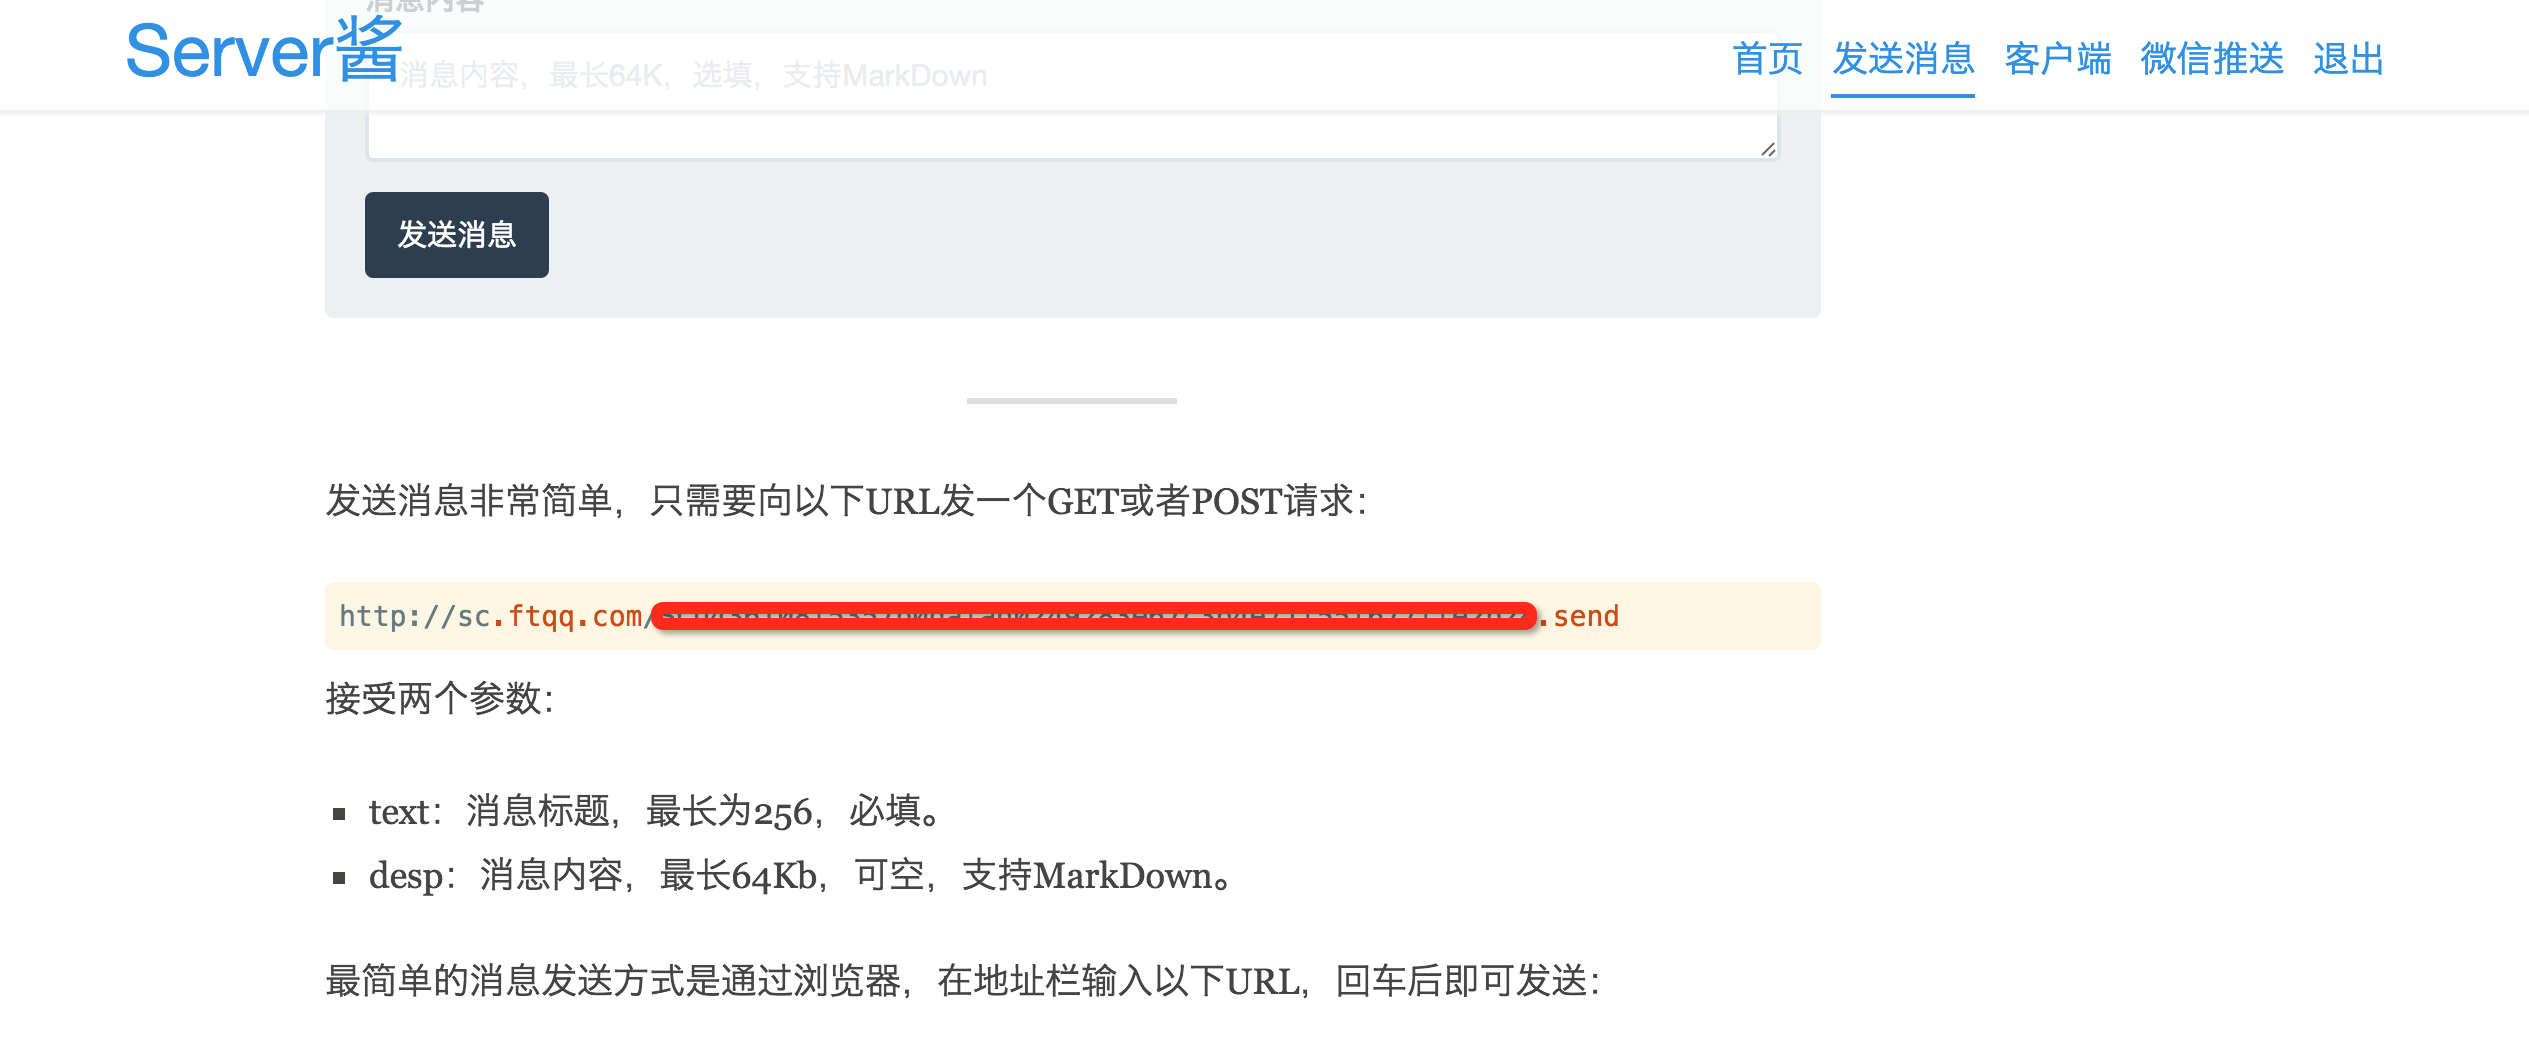 消息内容
Server酱
首页 发送消息 客户端 微信推送 退出
消息内容，最长64K，选填，支持MarkDown
发送消息
发送消息非常简单，只需要向以下URL发一个GET或者POST请求：
http://sc.ftqq.com/ .send
接受两个参数：
text：消息标题，最长为256，必填。
desp：消息内容，最长64Kb，可空，支持MarkDown。
最简单的消息发送方式是通过浏览器，在地址栏输入以下URL，回车后即可发送：